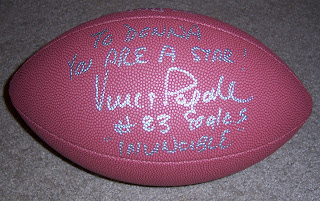 TO DONNA
YOU ARE A STAR!
Vince Papale
#83 Eagles
"INVINCIBLE"